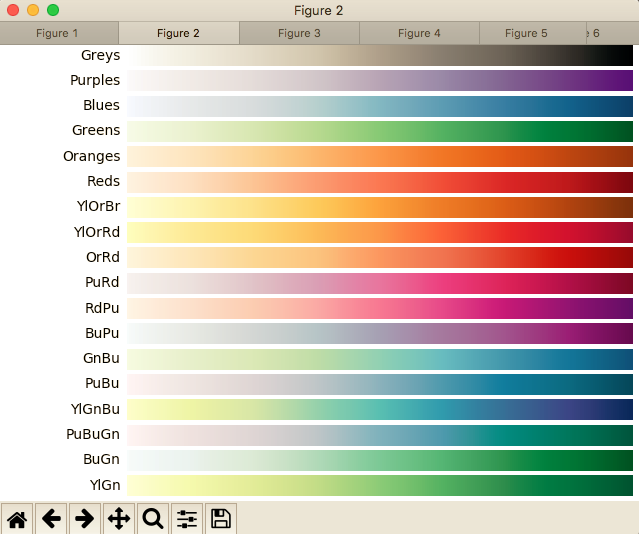 Figure 2
Figure 1 Figure 2 Figure 3 Figure 4 Figure 5 6
Greys
Purples
Blues
Greens
Oranges
Reds
YlOrBr
YlOrRd
OrRd
PuRd
RdPu
BuPu
GnBu
PuBu
YlGnBu
PuBuGn
BuGn
YlGn